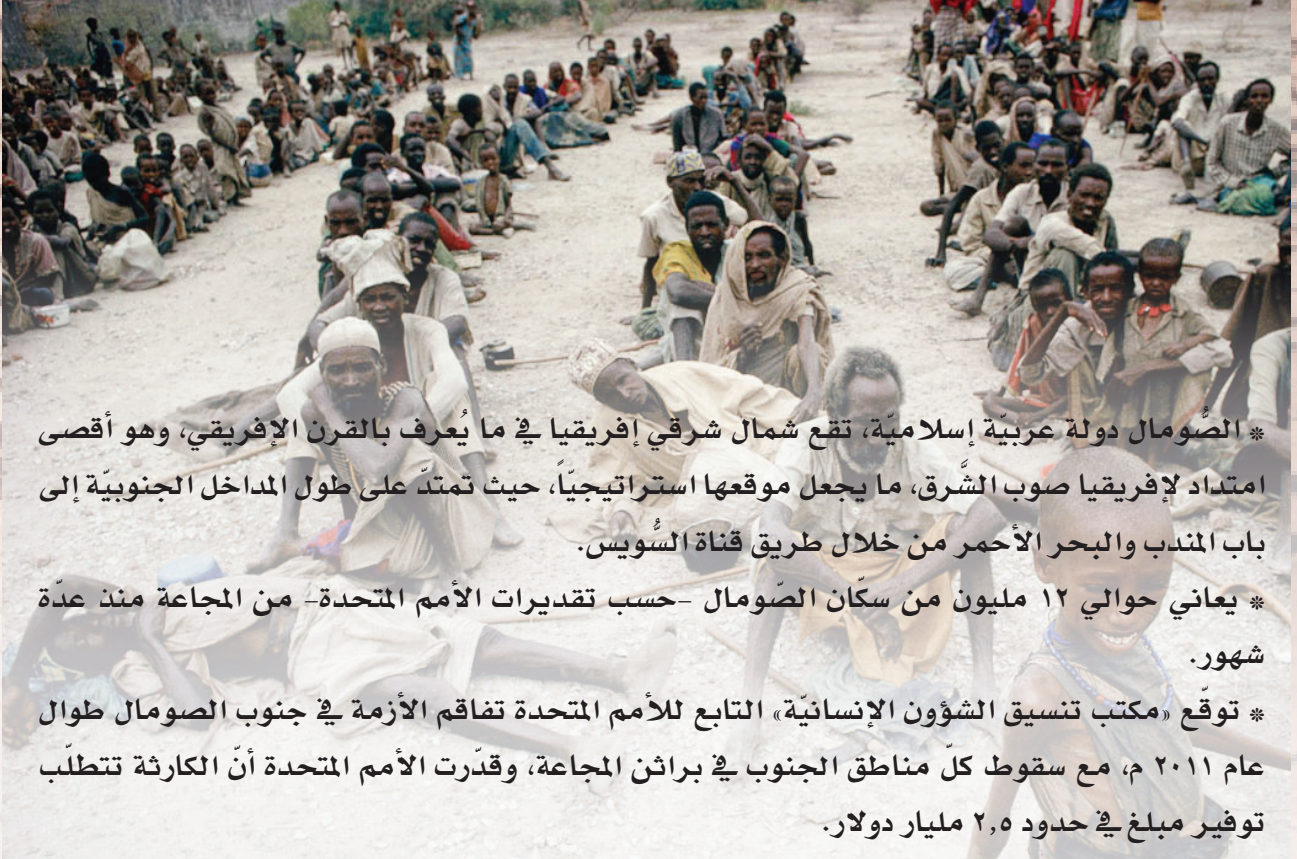 * الصُّومال دولة عربيّة إسلاميّة، تقع شمال شرقي إفريقيا في ما يُعرف بالقرن الإفريقي، وهو أقصى
امتداد لإفريقيا صوب الشَّرق، ما يجعل موقعها استراتيجيّاً، حيث تمتدّ على طول المداخل الجنوبيّة إلى
باب المندب والبحر الأحمر من خلال طريق قناة السُّويس.
* يعاني حوالي ١٢ مليون من سكّان الصّومال -حسب تقديرات الأمم المتحدة- من المجاعة منذ عدّة
شهور.
* توقّع «مكتب تنسيق الشؤون الإنسانيّة» التابع للأمم المتحدة تفاقم الأزمة في جنوب الصومال طوال
عام ٢٠١١ م، مع سقوط كلّ مناطق الجنوب في براثن المجاعة، وقدّرت الأمم المتحدة أنّ الكارثة تتطلّب
توفير مبلغ في حدود ٢,٥ مليار دولار.